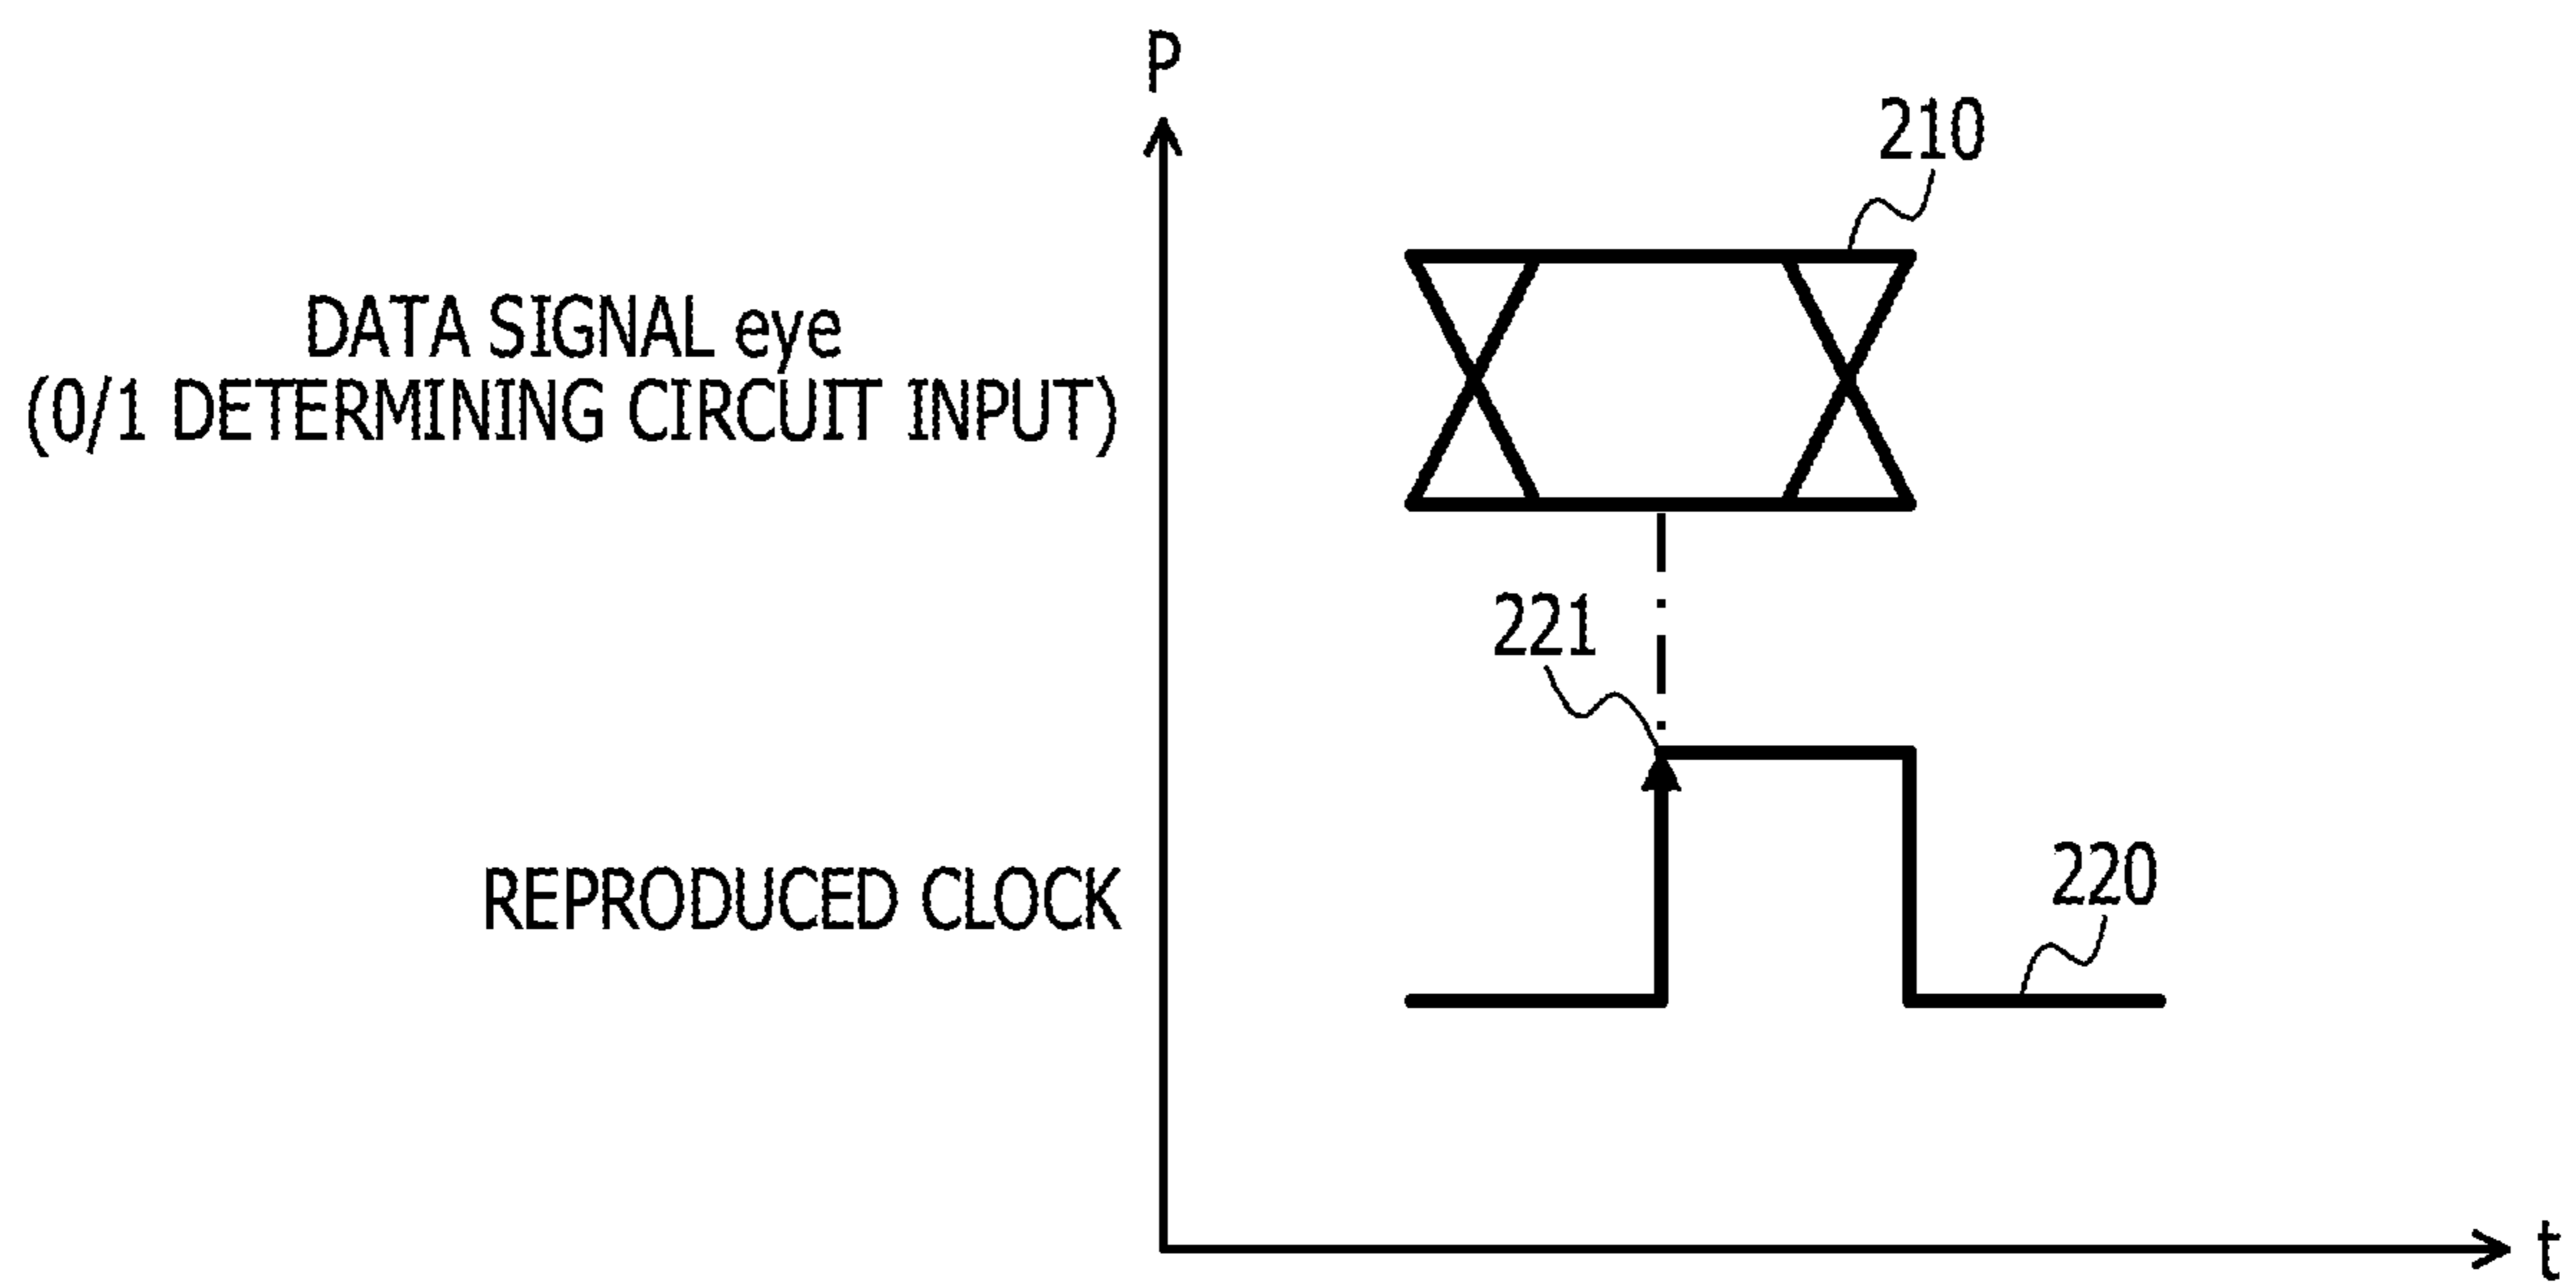 P
210
DATA SIGNAL eye
(0/1 DETERMINING CIRCUIT INPUT)
221
220
REPRODUCED CLOCK
t